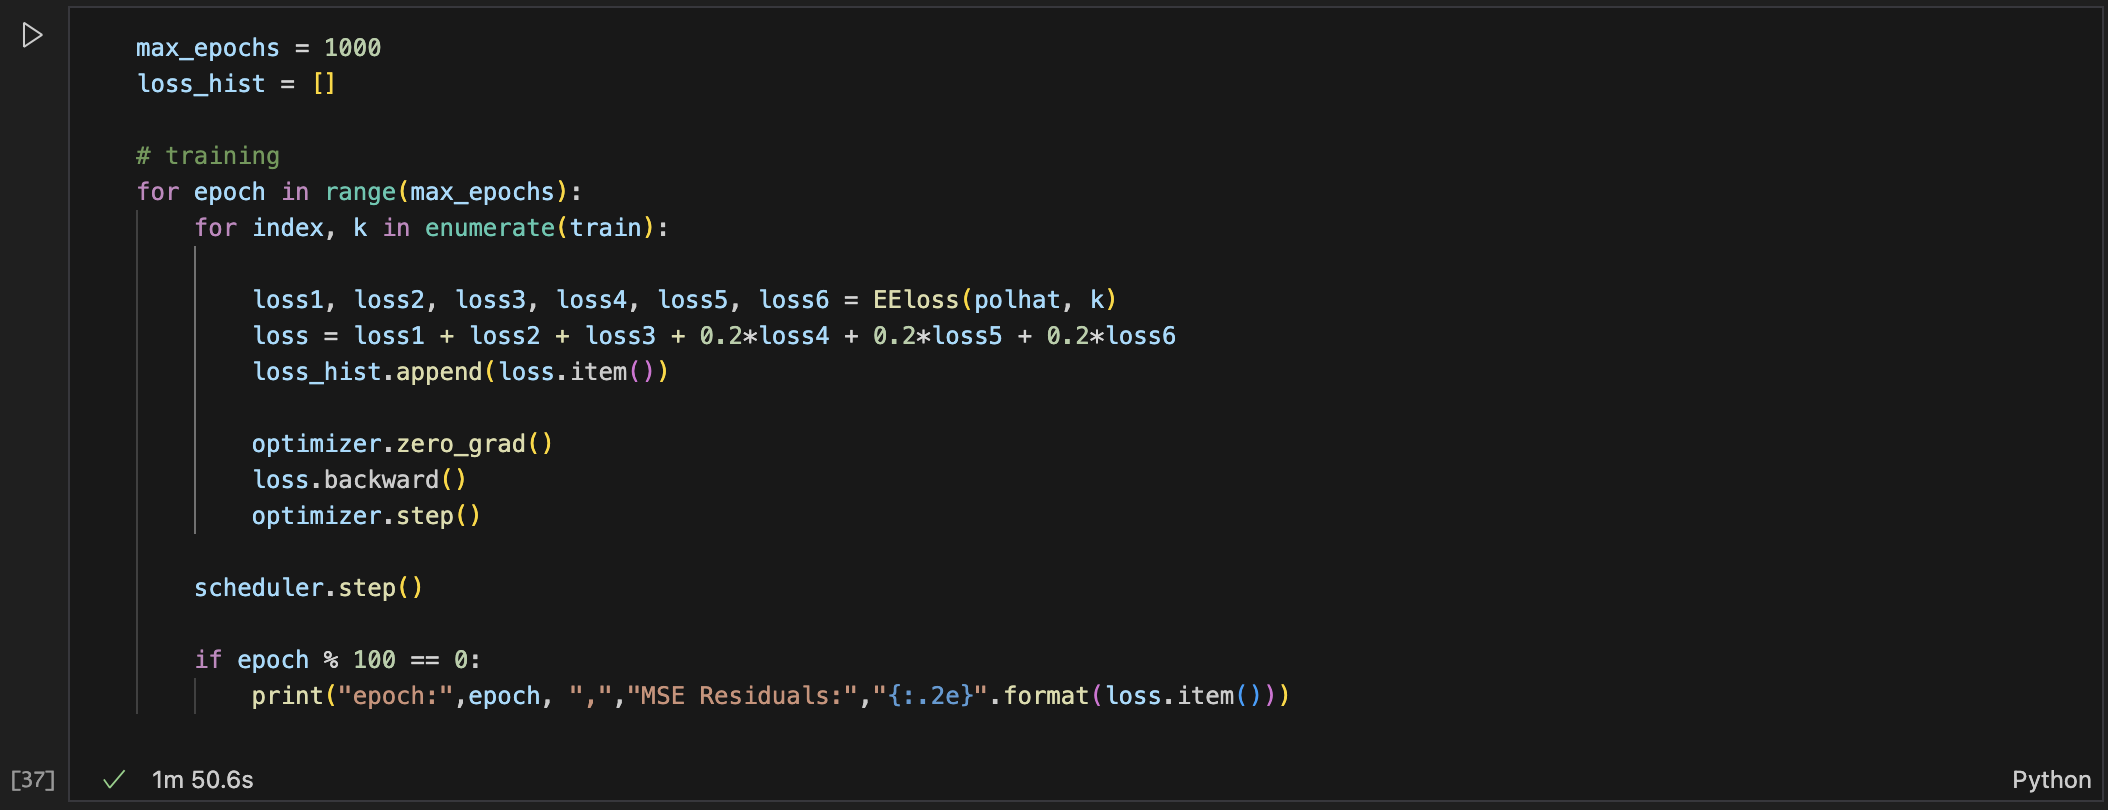 max_epochs = 1000
loss_hist = []
# training
for epoch in range(max_epochs):
    for index, k in enumerate(train):
        loss1, loss2, loss3, loss4, loss5, loss6 = EEloss(polhat, k)
        loss = loss1 + loss2 + loss3 + 0.2*loss4 + 0.2*loss5 + 0.2*loss6
        loss_hist.append(loss.item())
        optimizer.zero_grad()
        loss.backward()
        optimizer.step()
    scheduler.step()
    if epoch % 100 == 0:
        print("epoch:",epoch, ",","MSE Residuals:","{:.2e}".format(loss.item()))
[37] 1m 50.6s Python